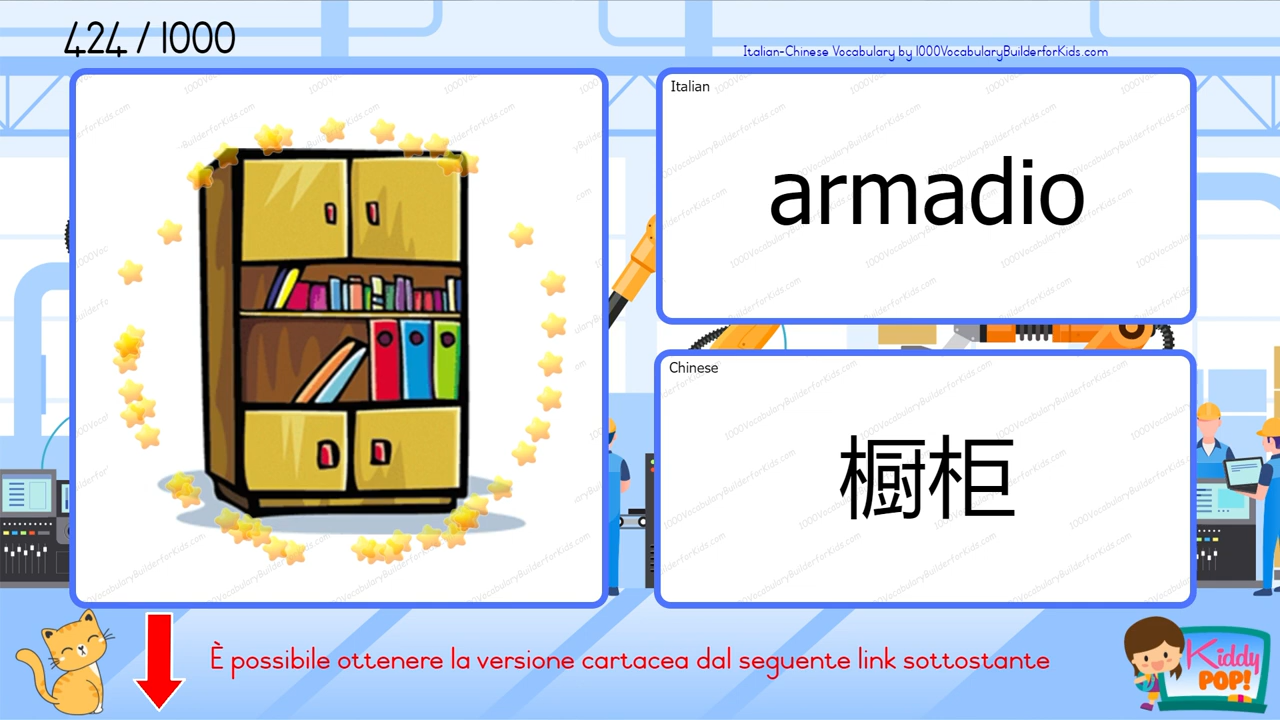 424 / 1000
Italian-Chinese Vocabulary by 1000VocabularyBuilderforKids.com
Italian
armadio
Chinese
橱柜
È possibile ottenere la versione cartacea dal seguente link sottostante
Kiddy
POP!